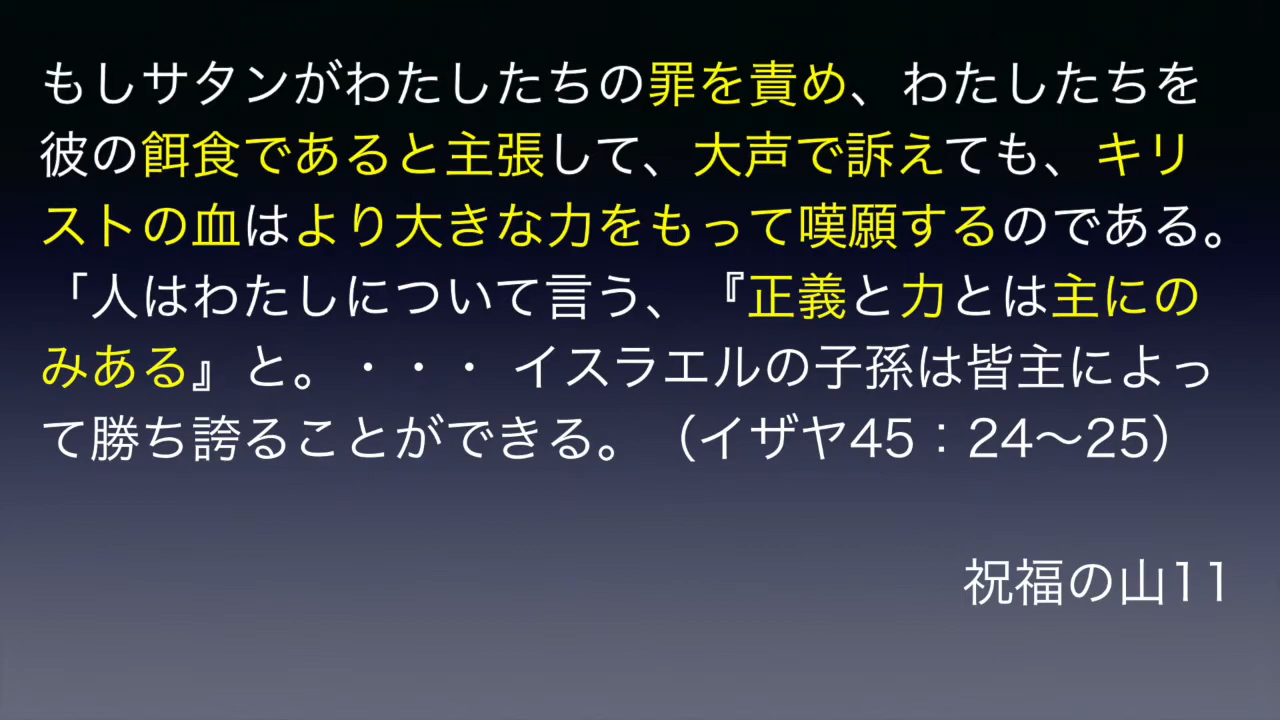 もしサタンがわたしたちの罪を責め、わたしたちを
彼の餌食であると主張して、大声で訴えても、キリ
ストの血はより大きな力をもって嘆願するのである。
「人はわたしについて言う、『正義と力とは主にの
みある』と。・・・ イスラエルの子孫は皆主によっ
て勝ち誇ることができる。（イザヤ45：24〜25）
祝福の山11